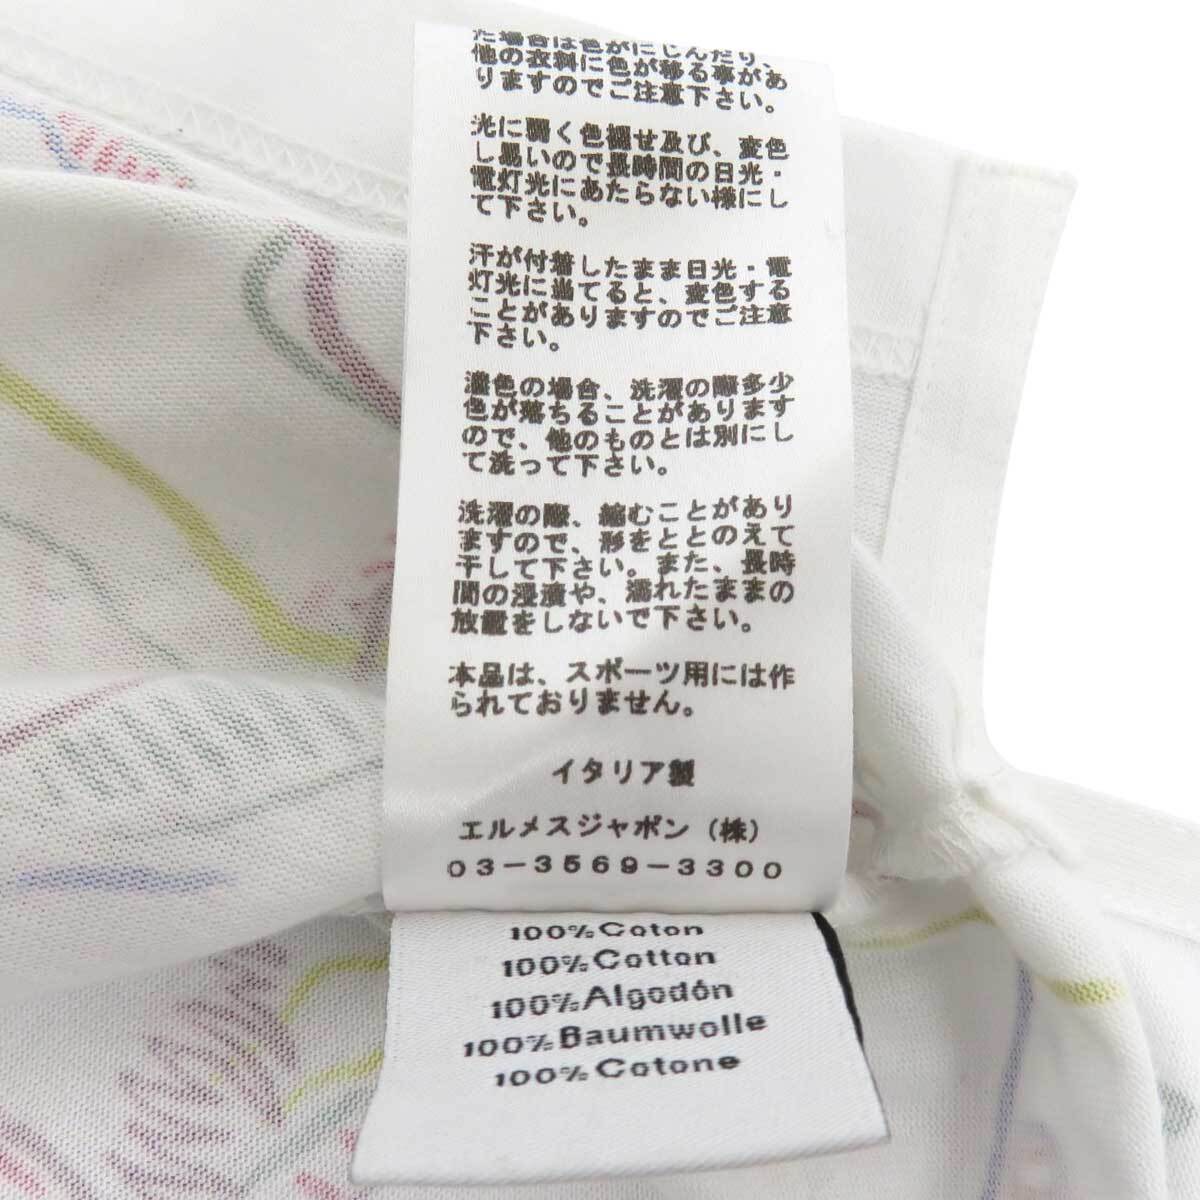 た場合は色がにじんだり、
他の衣料に色が移る事があ
りますのでご注意下さい。
光に弱く色褪せ及び、変色
し易いので長時間の日光・
電灯光にあたらない様にし
て下さい。
汗が付着したまま日光・電
灯光に当てると、変色する
ことがありますのでご注意
下さい。
濃色の場合、洗濯の際多少
色が落ちることがあります
ので、他のものとは別にし
て洗って下さい。
洗濯の際、縮むことがあり
ますので、形をととのえて
干して下さい。また、長時
間の浸漬や、濡れたままの
放置をしないで下さい。
本品は、スポーツ用には作
られておりません。
イタリア製
エルメスジャポン（株）
03-3569-3300
100%Coton
100%Cotton
100%Algodón
100%Baumwolle
100%Cotone